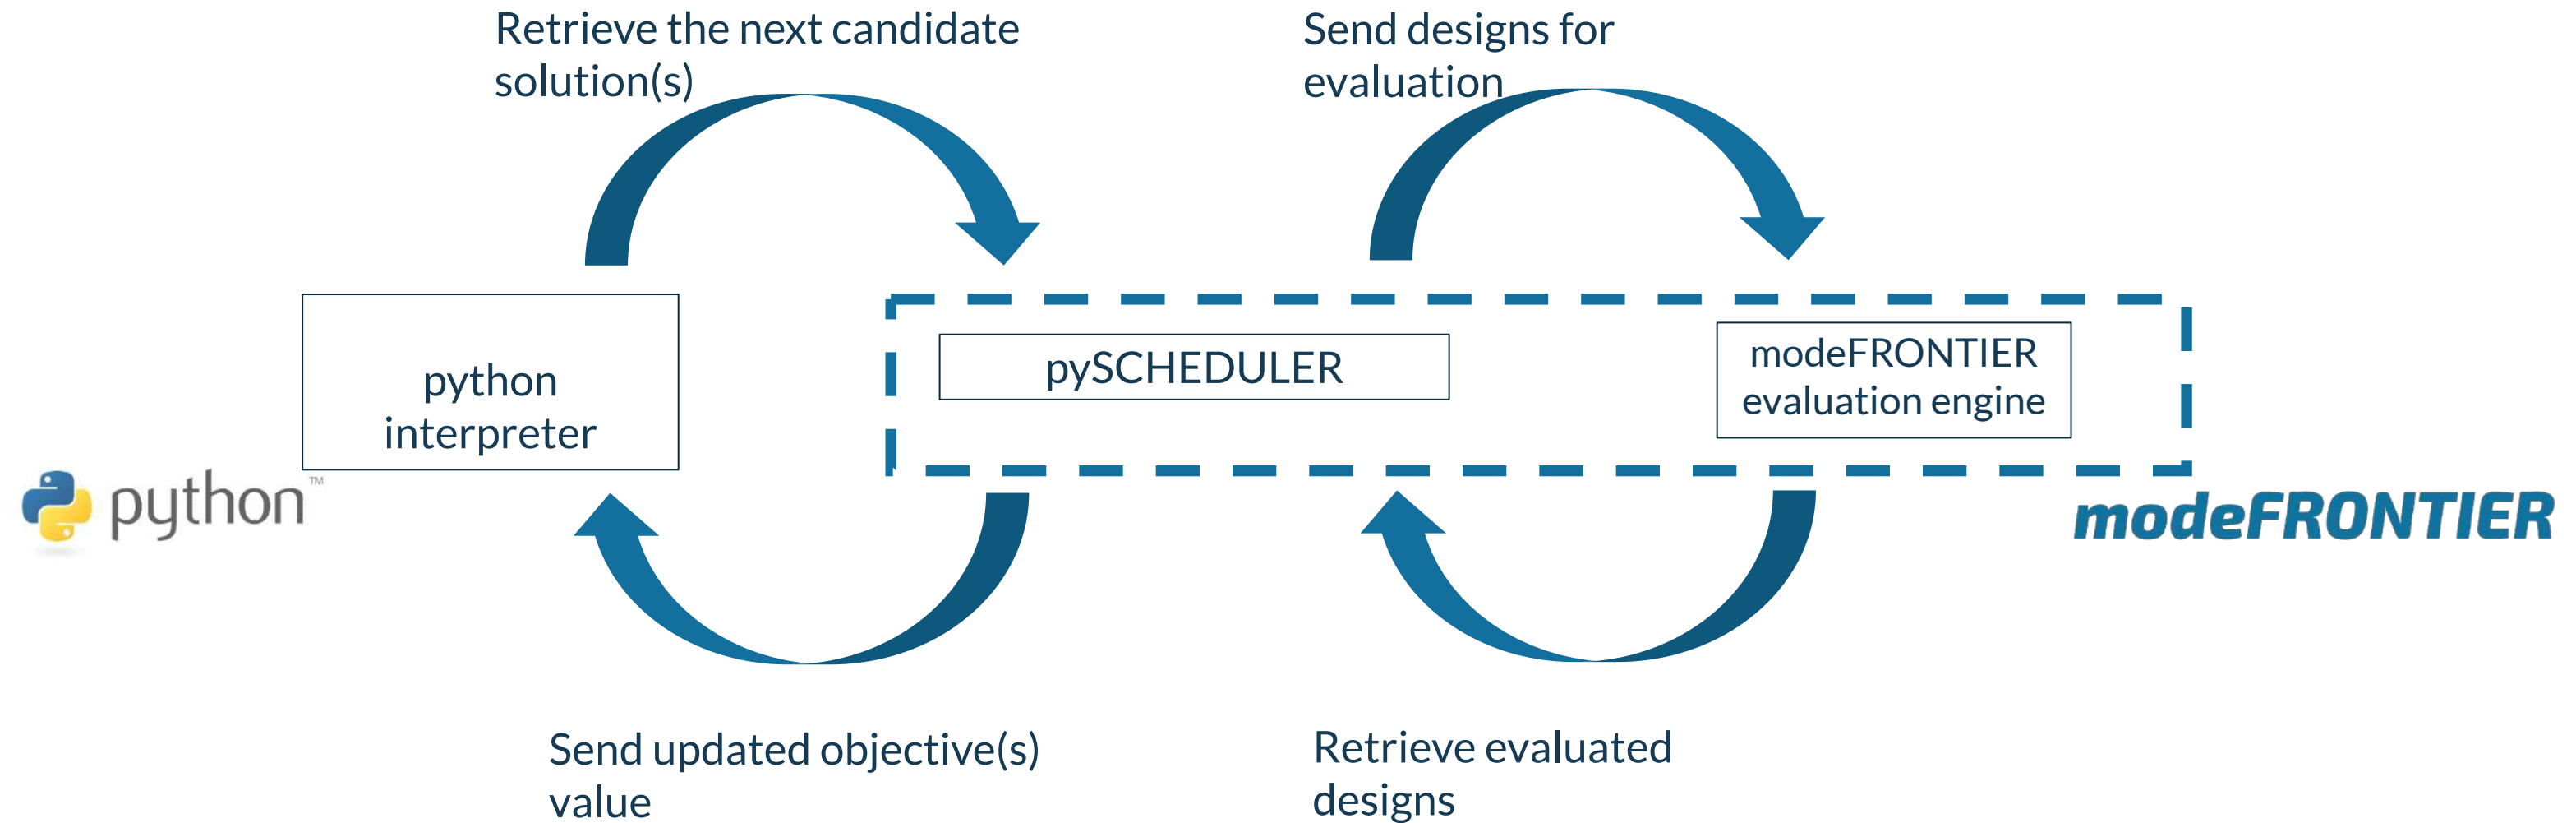 Retrieve the next candidate
solution(s)
Send designs for
evaluation
python
interpreter
pySCHEDULER
modeFRONTIER
evaluation engine
python™
modeFRONTIER
Send updated objective(s)
value
Retrieve evaluated
designs